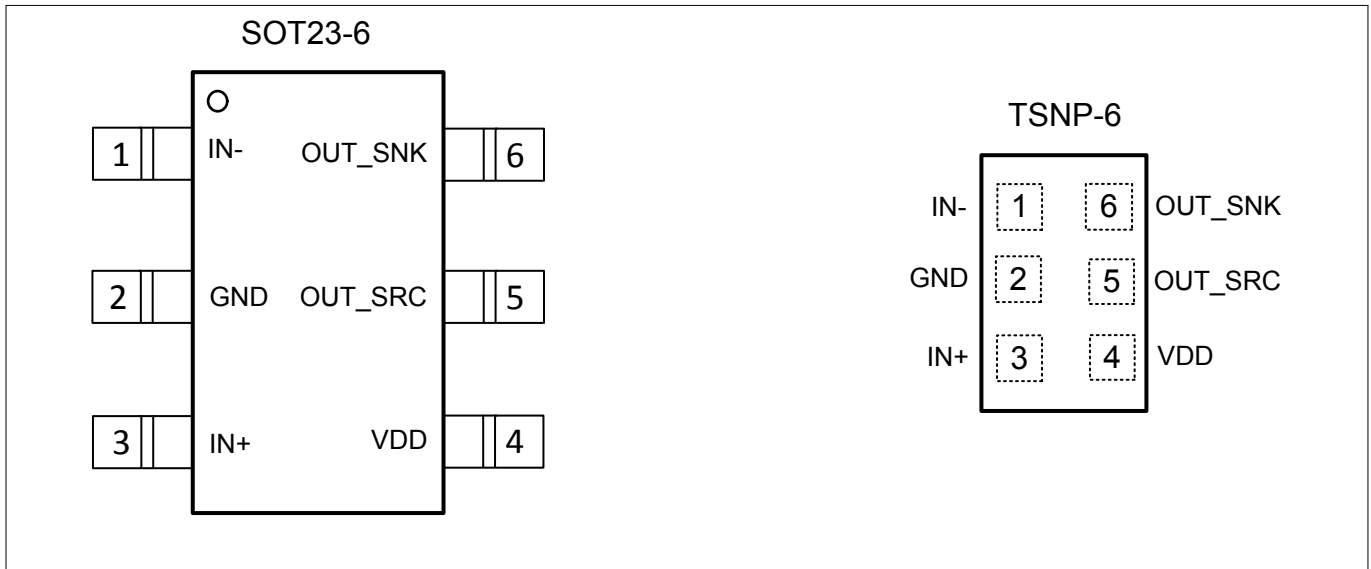 SOT23-6
1 IN- OUT_SNK 6
2 GND OUT_SRC 5
3 IN+ VDD 4
TSNP-6
IN- 1 6 OUT_SNK
GND 2 5 OUT_SRC
IN+ 3 4 VDD